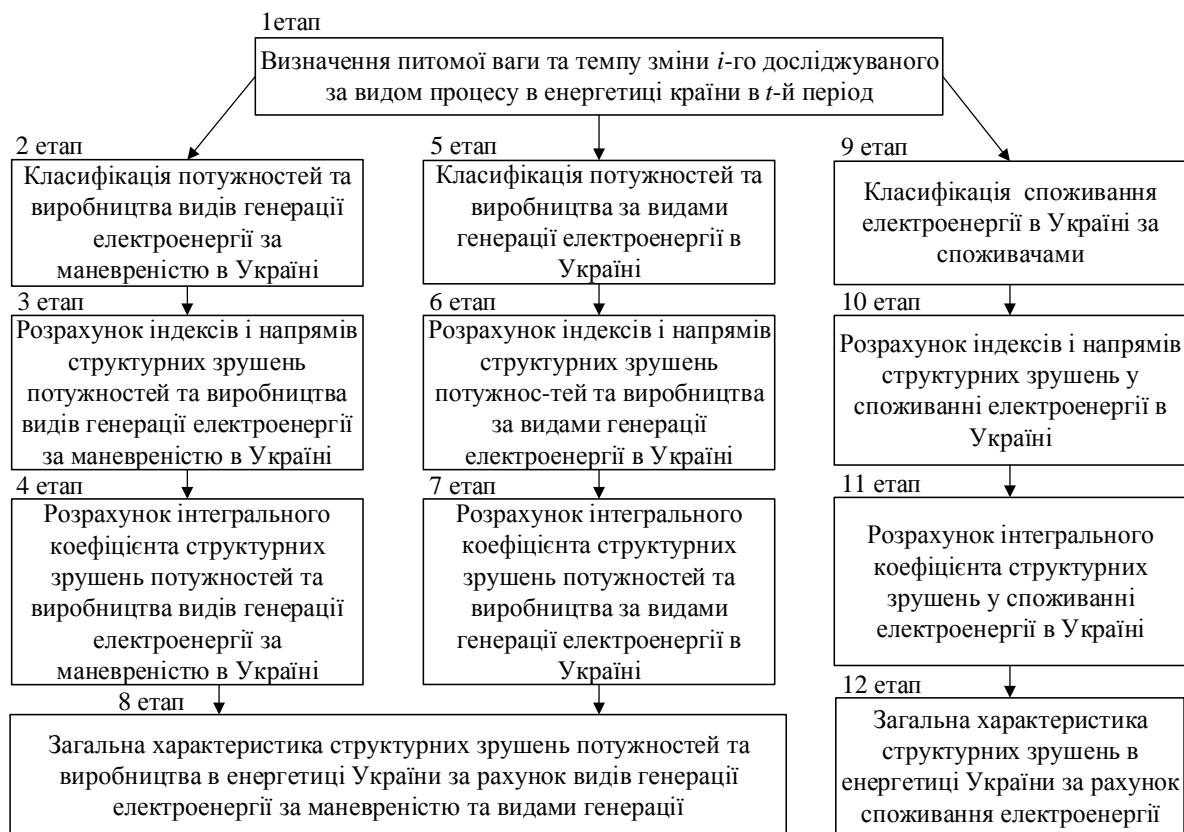 1етап
Визначення питомої ваги та темпу зміни i-го досліджуваного
за видом процесу в енергетиці країни в t-й період
2 етап
Класифікація потужностей та
виробництва видів генерації
електроенергії за
маневреністю в Україні
3 етап
Розрахунок індексів і напрямів
структурних зрушень
потужностей та виробництва
видів генерації електроенергії
за маневреністю в Україні
4 етап
Розрахунок інтегрального
коефіцієнта структурних
зрушень потужностей та
виробництва видів генерації
електроенергії за
маневреністю в Україні
5 етап
Класифікація потужностей та
виробництва за видами
генерації електроенергії в
Україні
6 етап
Розрахунок індексів і напрямів
структурних зрушень
потужнос-тей та виробництва
за видами генерації
електроенергії в Україні
7 етап
Розрахунок інтегрального
коефіцієнта структурних
зрушень потужностей та
виробництва за видами
генерації електроенергії в
Україні
8 етап
Загальна характеристика структурних зрушень потужностей та
виробництва в енергетиці України за рахунок видів генерації
електроенергії за маневреністю та видами генерації
9 етап
Класифікація споживання
електроенергії в Україні за
споживачами
10 етап
Розрахунок індексів і напрямів
структурних зрушень у
споживанні електроенергії в
Україні
11 етап
Розрахунок інтегрального
коефіцієнта структурних
зрушень у споживанні
електроенергії в Україні
12 етап
Загальна характеристика
структурних зрушень в
енергетиці України за рахунок
споживання електроенергії